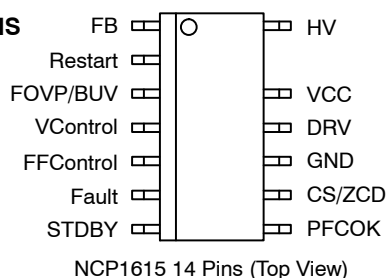 NS
FB HV
Restart
FOVP/BUV VCC
VControl DRV
FFControl GND
Fault CS/ZCD
STDBY PFCOK
NCP1615 14 Pins (Top View)